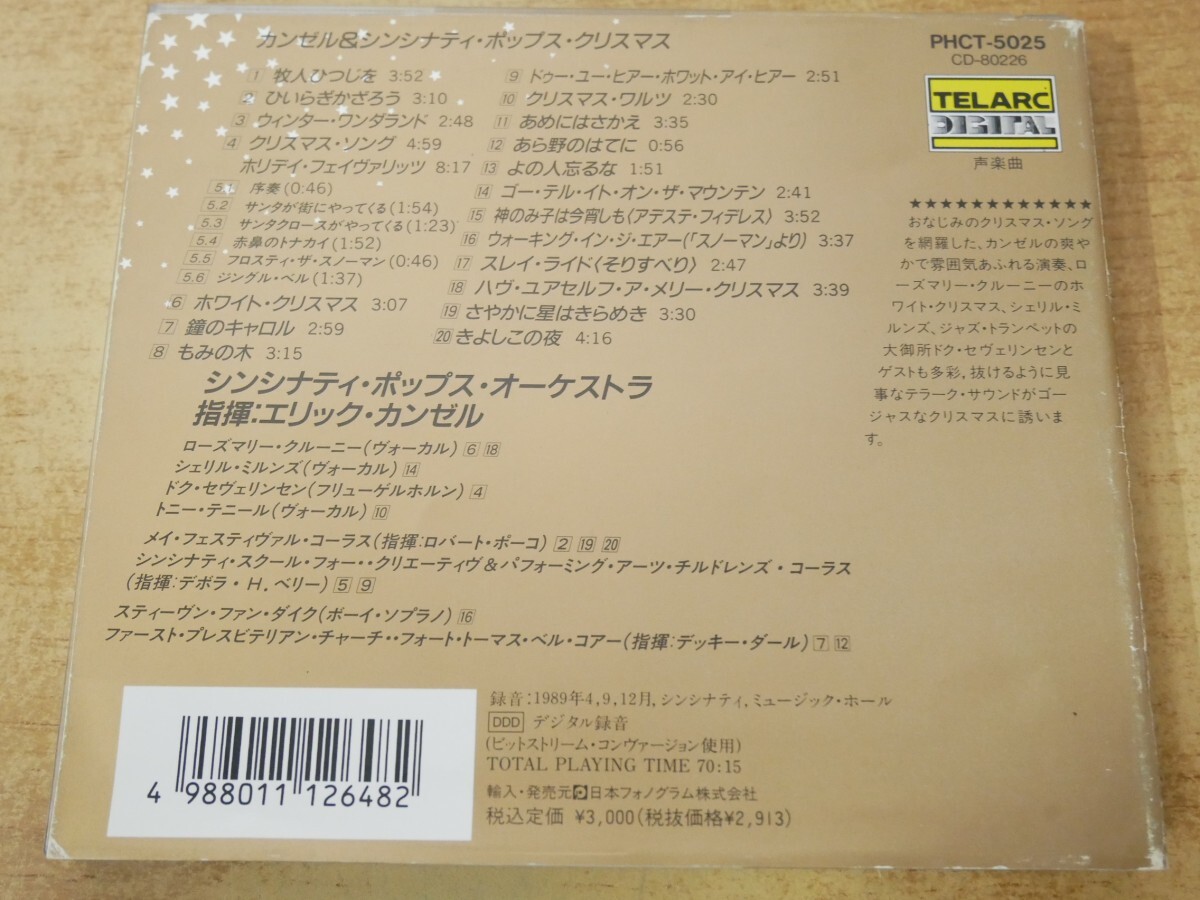 カンゼル&シンシナティ・ポップス・クリスマス
1 牧人ひつじを 3:52
2 ひいらぎかざろう 3:10
3 ウィンター・ワンダランド 2:48
4 クリスマス・ソング 4:59
ホリデイ・フェイヴァリッツ 8:17
5.1 序奏(0:46)
5.2 サンタが街にやってくる(1:54)
5.3 サンタクロースがやってくる(1:23)
5.4 赤鼻のトナカイ(1:52)
5.5 フロスティ・ザ・スノーマン(0:46)
5.6 ジングル・ベル(1:37)
6 ホワイト・クリスマス 3:07
7 鐘のキャロル 2:59
8 もみの木 3:15
9 ドゥー・ユー・ヒアー・ホワット・アイ・ヒアー 2:51
10 クリスマス・ワルツ 2:30
11 あめにはさかえ 3:35
12 あら野のはてに 0:56
13 よの人忘るな 1:51
14 ゴー・テル・イト・オン・ザ・マウンテン 2:41
15 神のみ子は今宵しも〈アデステ・フィデレス〉 3:52
16 ウォーキング・イン・ジ・エアー(「スノーマン」より) 3:37
17 スレイ・ライド〈そりすべり〉 2:47
18 ハヴ・ユアセルフ・ア・メリー・クリスマス 3:39
19 さやかに星はきらめき 3:30
20 きよしこの夜 4:16
シンシナティ・ポップス・オーケストラ
指揮:エリック・カンゼル
ローズマリー・クルーニー(ヴォーカル) 6 18
シェリル・ミルンズ(ヴォーカル) 14
ドク・セヴェリンセン(フリューゲルホルン) 4
トニー・テニール(ヴォーカル) 10
メイ・フェスティヴァル・コーラス(指揮:ロバート・ポーコ) 2 19 20
シンシナティ・スクール・フォー・・クリエーティヴ&パフォーミング・アーツ・チルドレンズ・コーラス
(指揮:デボラ・H.ベリー) 5 9
スティーヴン・ファン・ダイク(ボーイ・ソプラノ) 16
ファースト・プレスビテリアン・チャーチ・・フォート・トーマス・ベル・コアー(指揮:デッキー・ダール) 7 12
PHCT-5025
CD-80226
TELARC
DIGITAL
声楽曲
★★★★★★★★★★★★
おなじみのクリスマス・ソング
を網羅した、カンゼルの爽や
かで雰囲気あふれる演奏、ロ
ーズマリー・クルーニーのホ
ワイト・クリスマス、シェリル・ミ
ルンズ、ジャズ・トランペットの
大御所ドク・セヴェリンセンと
ゲストも多彩，抜けるように見
事なテラーク・サウンドがゴー
ジャスなクリスマスに誘いま
す。
録音:1989年4,9,12月,シンシナティ,ミュージック・ホール
DDD デジタル録音
(ビットストリーム・コンヴァージョン使用)
TOTAL PLAYING TIME 70:15
輸入・発売元 日本フォノグラム株式会社
税込定価 ¥3,000(税抜価格¥2,913)
4 988011 126482